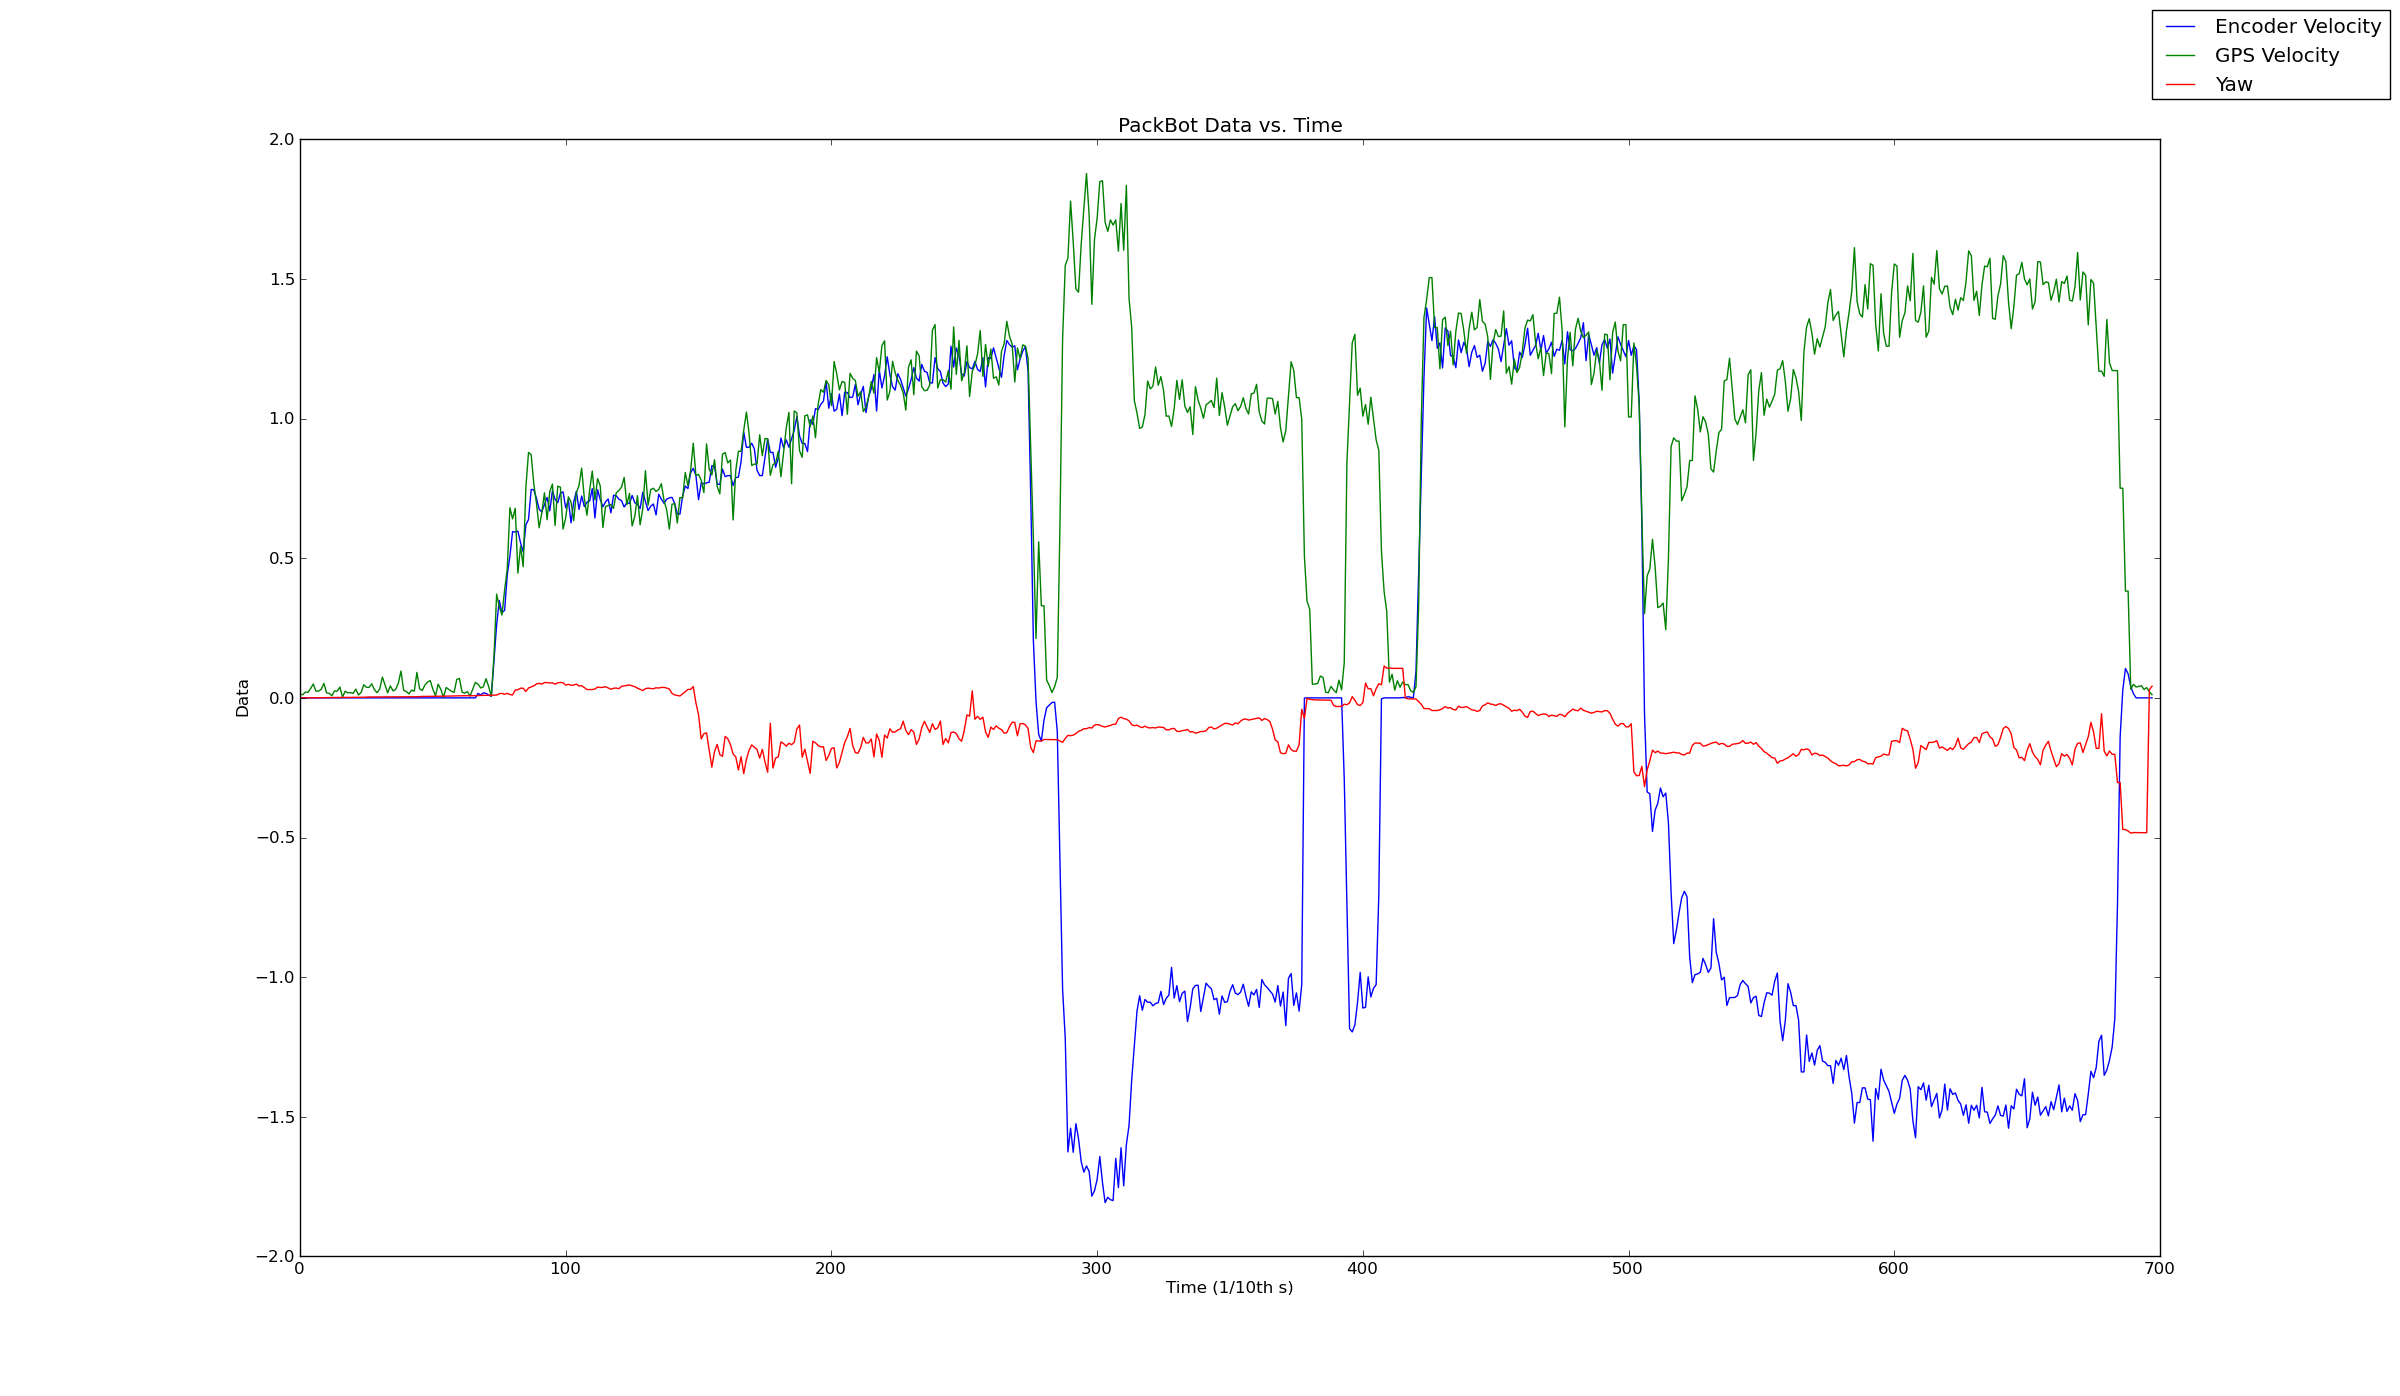 Encoder Velocity
GPS Velocity
Yaw
PackBot Data vs. Time
2.0
1.5
1.0
0.5
0.0
−0.5
−1.0
−1.5
−2.0
Data
0 100 200 300 400 500 600 700
Time (1/10th s)